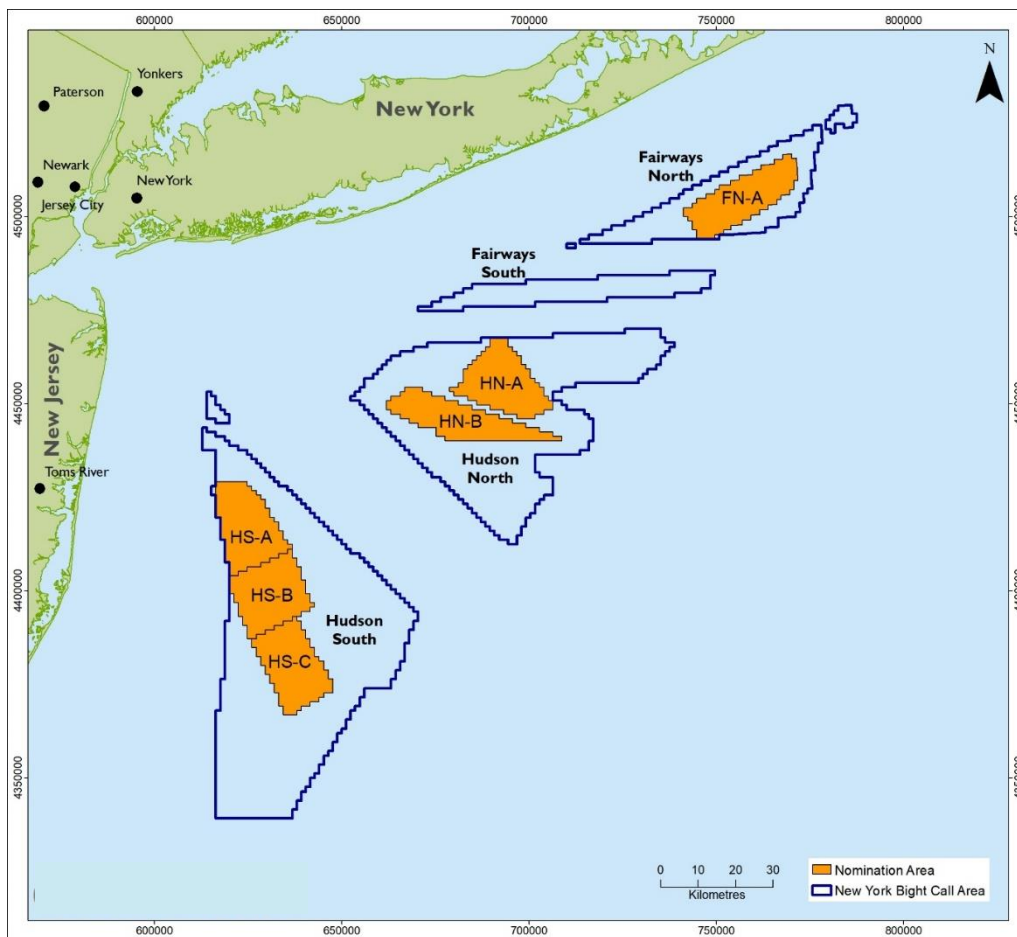 600000
650000
700000
750000
800000
N
Yonkers
Paterson
New York
Newark
New York
Jersey City
Fairways
North
FN-A
4500000
Fairways
South
HN-A
4450000
HN-B
Hudson
North
New Jersey
Toms River
HS-A
4400000
HS-B
Hudson
South
HS-C
4350000
0 10 20 30
Kilometres
Nomination Area
New York Bight Call Area
600000
650000
700000
750000
800000